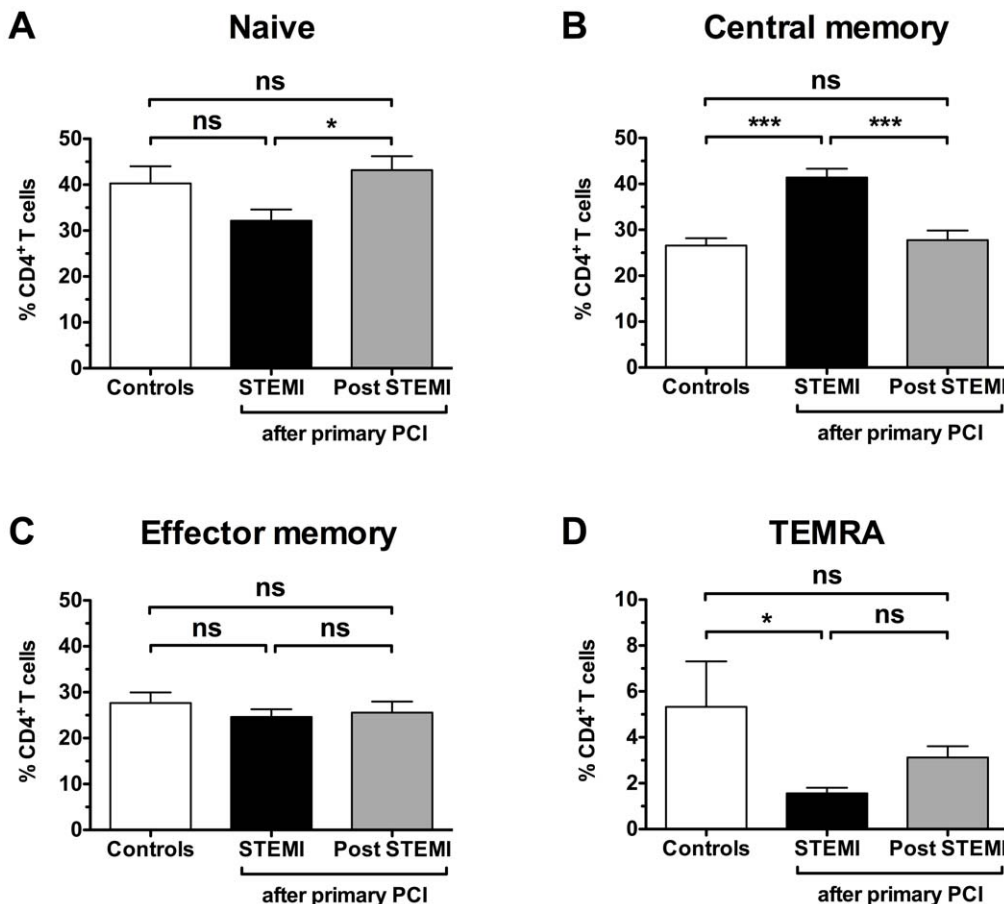 A Naive
ns
ns *
50
40
30
20
10
0
% CD4⁺ T cells
Controls STEMI Post STEMI
after primary PCI
B Central memory
ns
*** ***
50
40
30
20
10
0
% CD4⁺ T cells
Controls STEMI Post STEMI
after primary PCI
C Effector memory
ns
ns ns
50
40
30
20
10
0
% CD4⁺ T cells
Controls STEMI Post STEMI
after primary PCI
D TEMRA
ns
* ns
10
8
6
4
2
0
% CD4⁺ T cells
Controls STEMI Post STEMI
after primary PCI